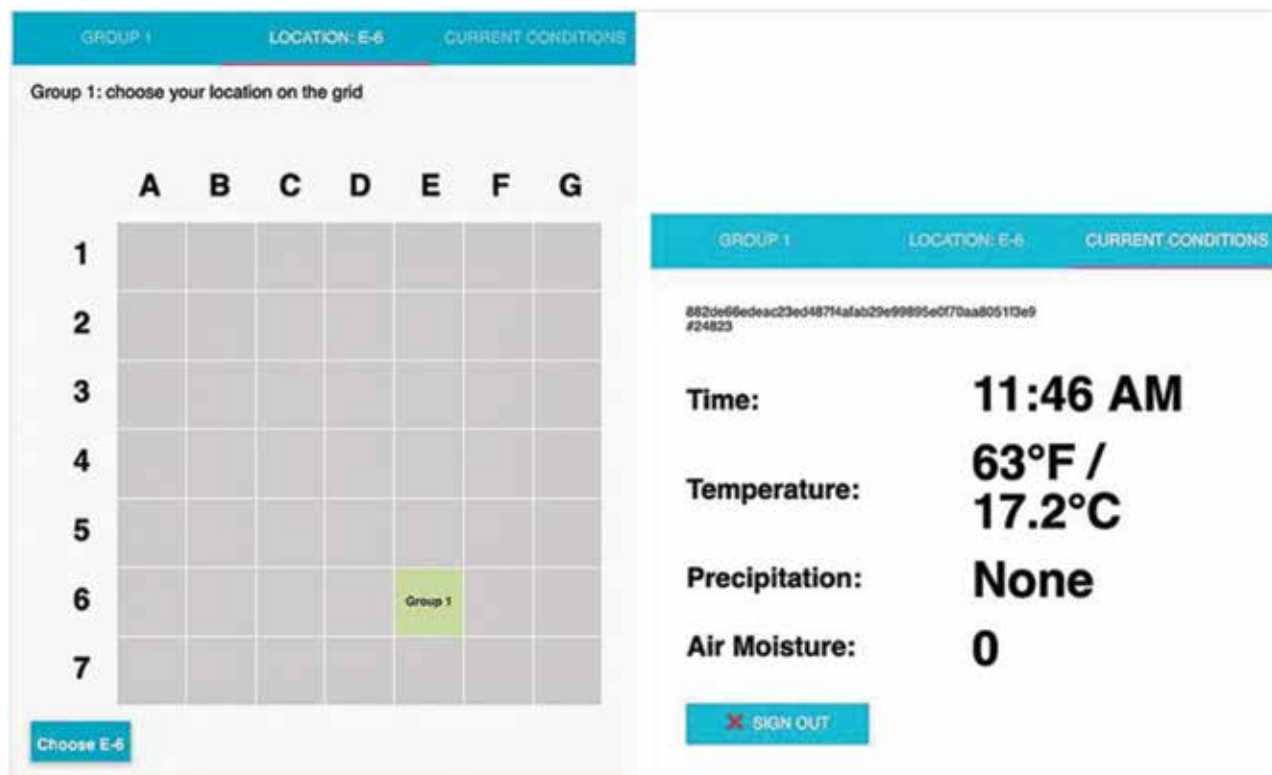 GROUP 1 LOCATION: E-6 CURRENT CONDITIONS
Group 1: choose your location on the grid
A B C D E F G
1
2
3
4
5
6 Group 1
7
Choose E-6
GROUP 1 LOCATION: E-6 CURRENT CONDITIONS
#24823
Time: 11:46 AM
Temperature: 63°F /
17.2°C
Precipitation: None
Air Moisture: 0
SIGN OUT